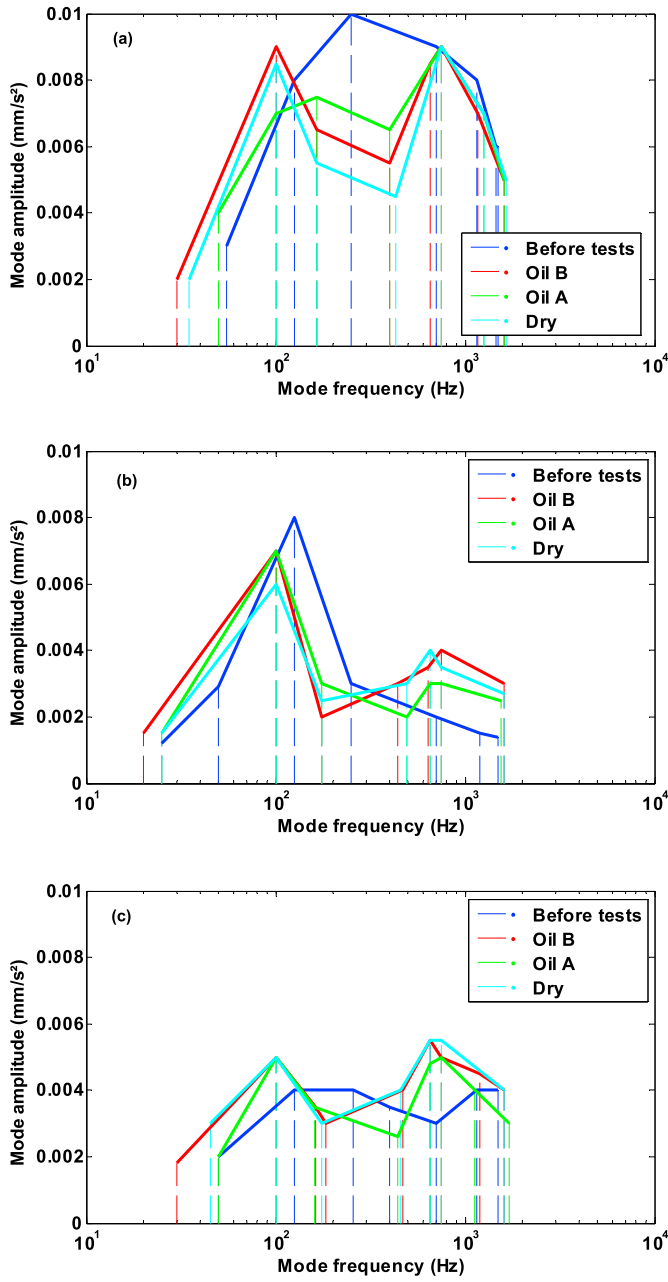 (a)
Mode amplitude (mm/s²)
0.01
0.008
0.006
0.004
0.002
0
Before tests
Oil B
Oil A
Dry
10¹ 10² 10³ 10⁴
Mode frequency (Hz)
(b)
Mode amplitude (mm/s²)
0.01
0.008
0.006
0.004
0.002
0
Before tests
Oil B
Oil A
Dry
10¹ 10² 10³ 10⁴
Mode frequency (Hz)
(c)
Mode amplitude (mm/s²)
0.01
0.008
0.006
0.004
0.002
0
Before tests
Oil B
Oil A
Dry
10¹ 10² 10³ 10⁴
Mode frequency (Hz)